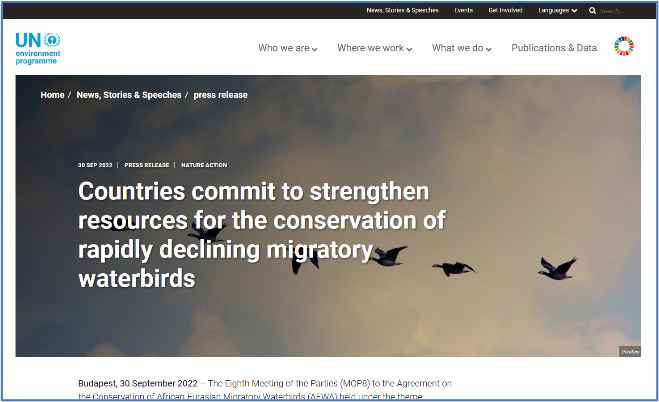 News, Stories & Speeches Events Get Involved Languages Search...
UN
environment
programme
Who we are Where we work What we do Publications & Data
Home / News, Stories & Speeches / press release
30 SEP 2022 | PRESS RELEASE | NATURE ACTION
Countries commit to strengthen
resources for the conservation of
rapidly declining migratory
waterbirds
Pixabay
Budapest, 30 September 2022 – The Eighth Meeting of the Parties (MOP8) to the Agreement on
the Conservation of African Eurasian Migratory Waterbirds (AEWA) held under the theme